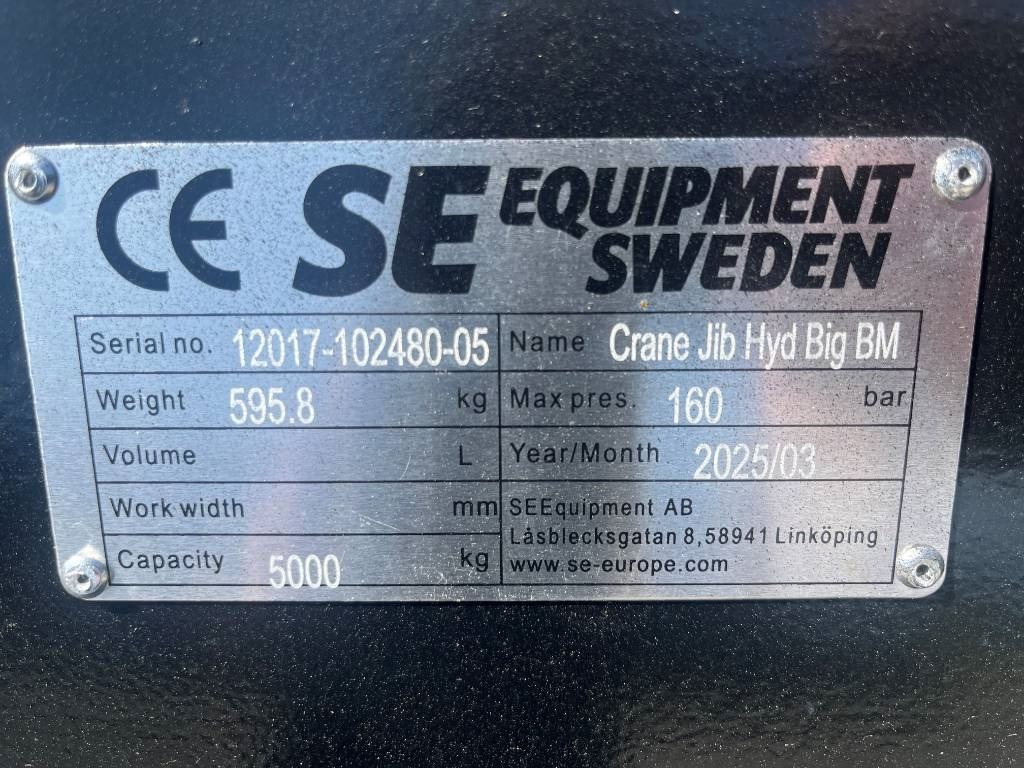 CE SE EQUIPMENT
SWEDEN
Serial no. 12017-102480-05 Name Crane Jib Hyd Big BM
Weight 595.8 kg Max pres. 160 bar
Volume L Year/Month 2025/03
Work width mm SEEquipment AB
Låsblecksgatan 8,58941 Linköping
Capacity 5000 kg www.se-europe.com